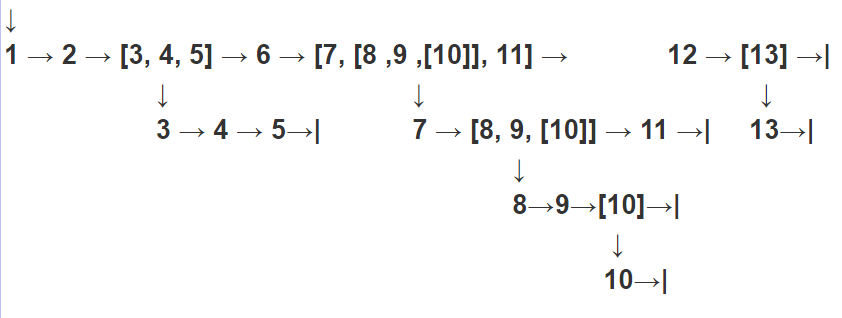 ↓
1 → 2 → [3, 4, 5] → 6 → [7, [8 ,9 ,[10]], 11] → 12 → [13] →|
↓ ↓ ↓
3 → 4 → 5→| 7 → [8, 9, [10]] → 11 →| 13→|
↓
8→9→[10]→|
↓
10→|